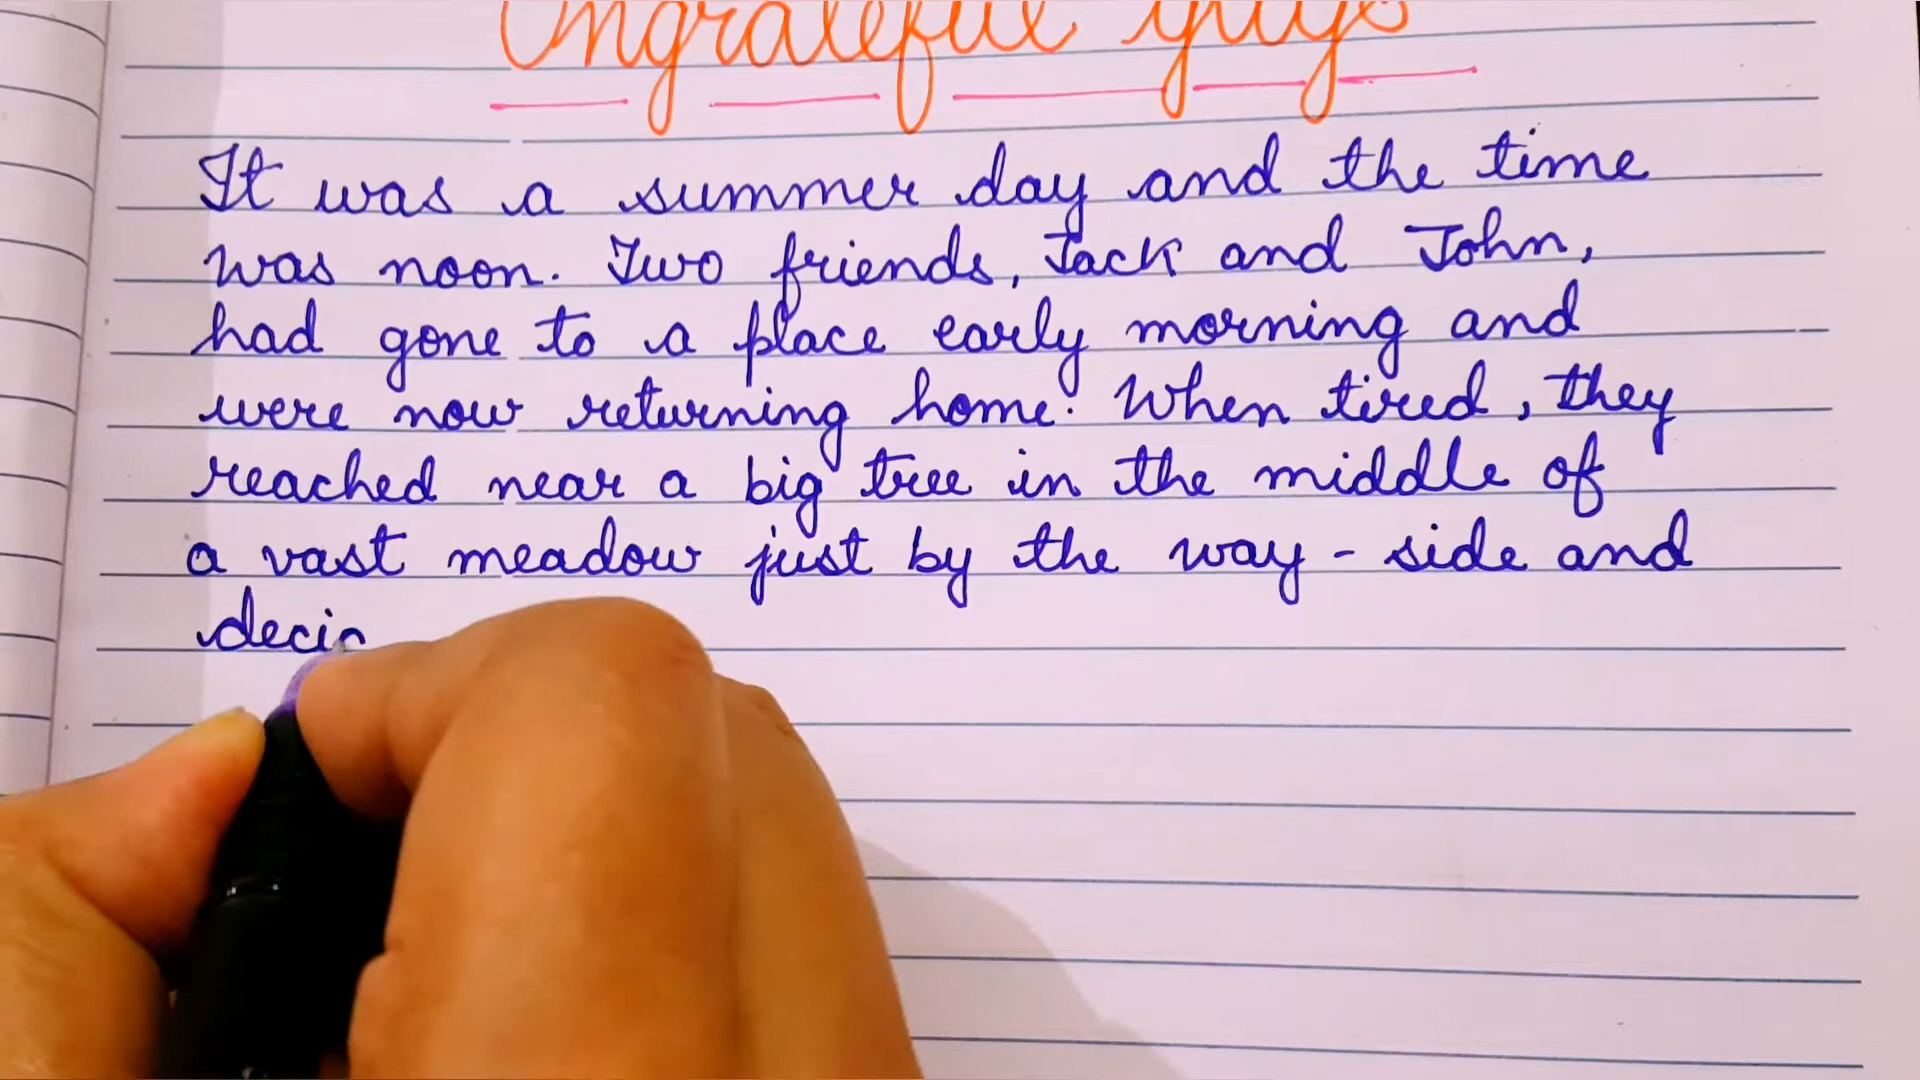 Ungrateful guys
It was a summer day and the time
was noon. Two friends, Jack and John,
had gone to a place early morning and
were now returning home. When tired, they
reached near a big tree in the middle of
a vast meadow just by the way - side and